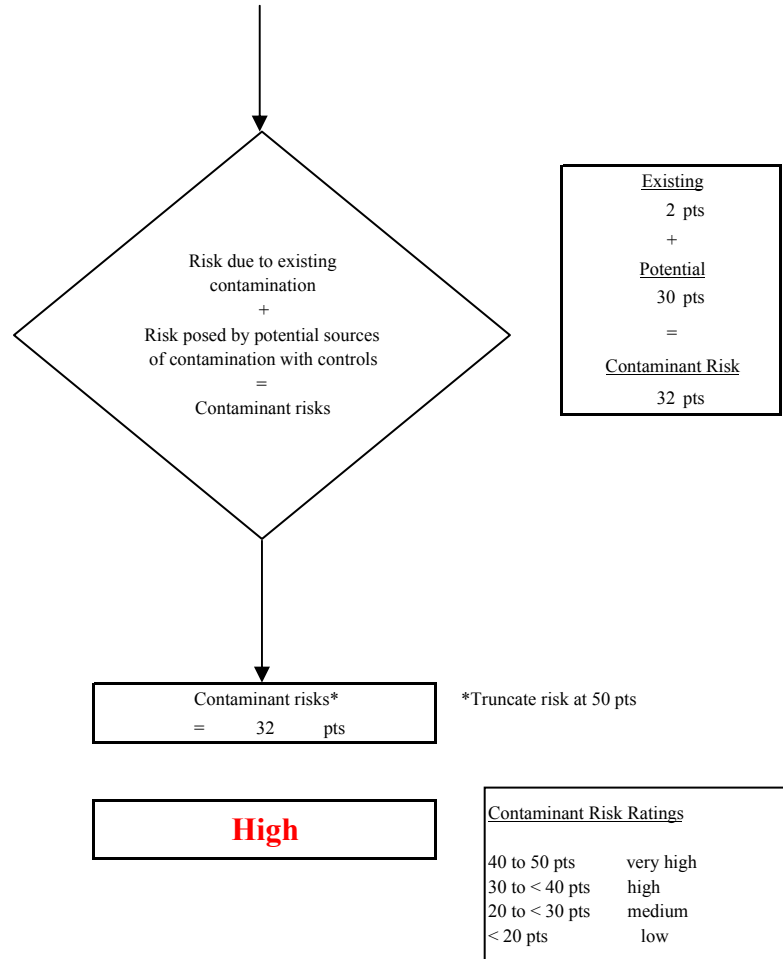 Risk due to existing
contamination
+
Risk posed by potential sources
of contamination with controls
=
Contaminant risks
Existing
2 pts
+
Potential
30 pts
=
Contaminant Risk
32 pts
Contaminant risks*
= 32 pts
*Truncate risk at 50 pts
High
Contaminant Risk Ratings
40 to 50 pts very high
30 to < 40 pts high
20 to < 30 pts medium
< 20 pts low